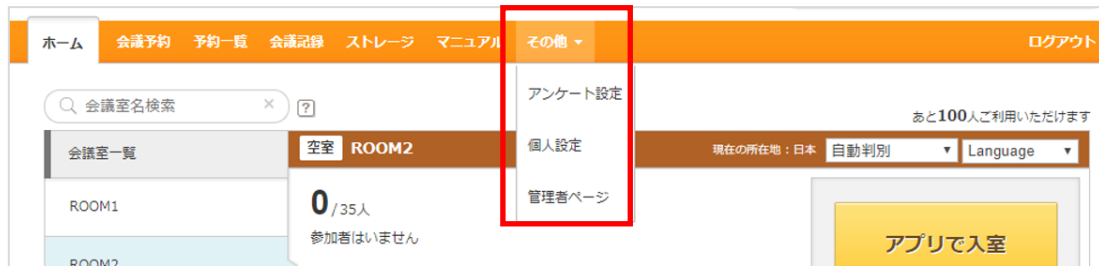 ホーム 会議予約 予約一覧 会議記録 ストレージ マニュアル その他 ▼ ログアウト
アンケート設定
会議室名検索 × ?
あと100人ご利用いただけます
会議室一覧
空室 ROOM2 個人設定 現在の所在地:日本 自動判別 ▼ Language ▼
ROOM1
0/35人
管理者ページ
参加者はいません
アプリで入室
ROOM2